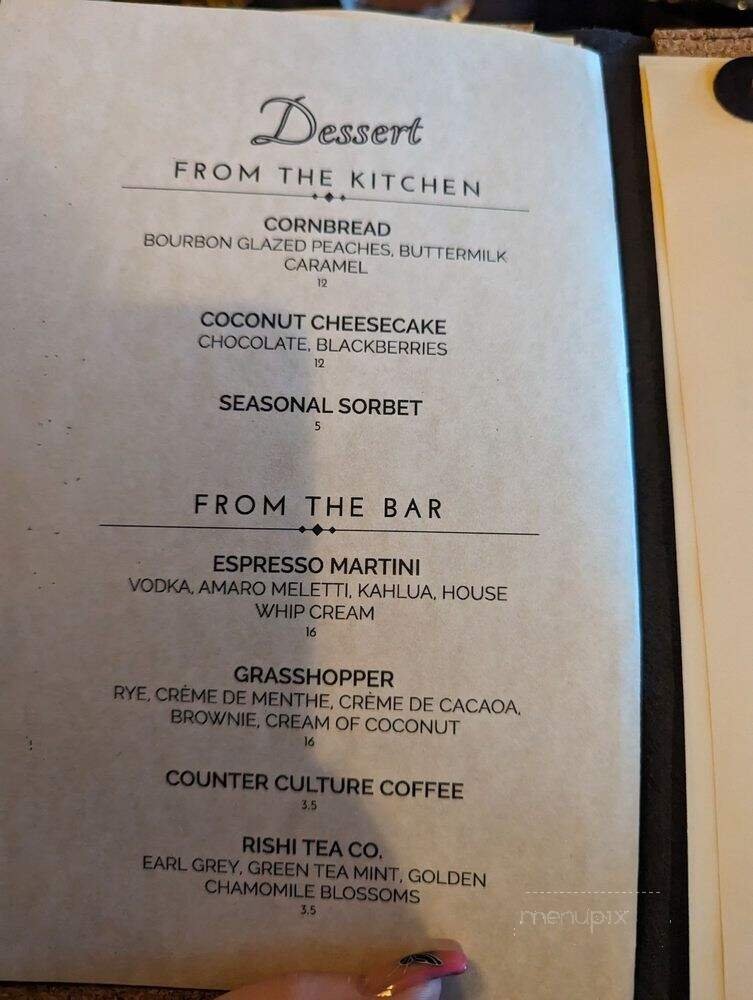 Dessert
FROM THE KITCHEN
CORNBREAD
BOURBON GLAZED PEACHES, BUTTERMILK
CARAMEL
12
COCONUT CHEESECAKE
CHOCOLATE, BLACKBERRIES
12
SEASONAL SORBET
5
FROM THE BAR
ESPRESSO MARTINI
VODKA, AMARO MELETTI, KAHLUA, HOUSE
WHIP CREAM
16
GRASSHOPPER
RYE, CRÈME DE MENTHE, CRÈME DE CACAOA,
BROWNIE, CREAM OF COCONUT
16
COUNTER CULTURE COFFEE
3.5
RISHI TEA CO.
EARL GREY, GREEN TEA MINT, GOLDEN
CHAMOMILE BLOSSOMS
3.5
menupix